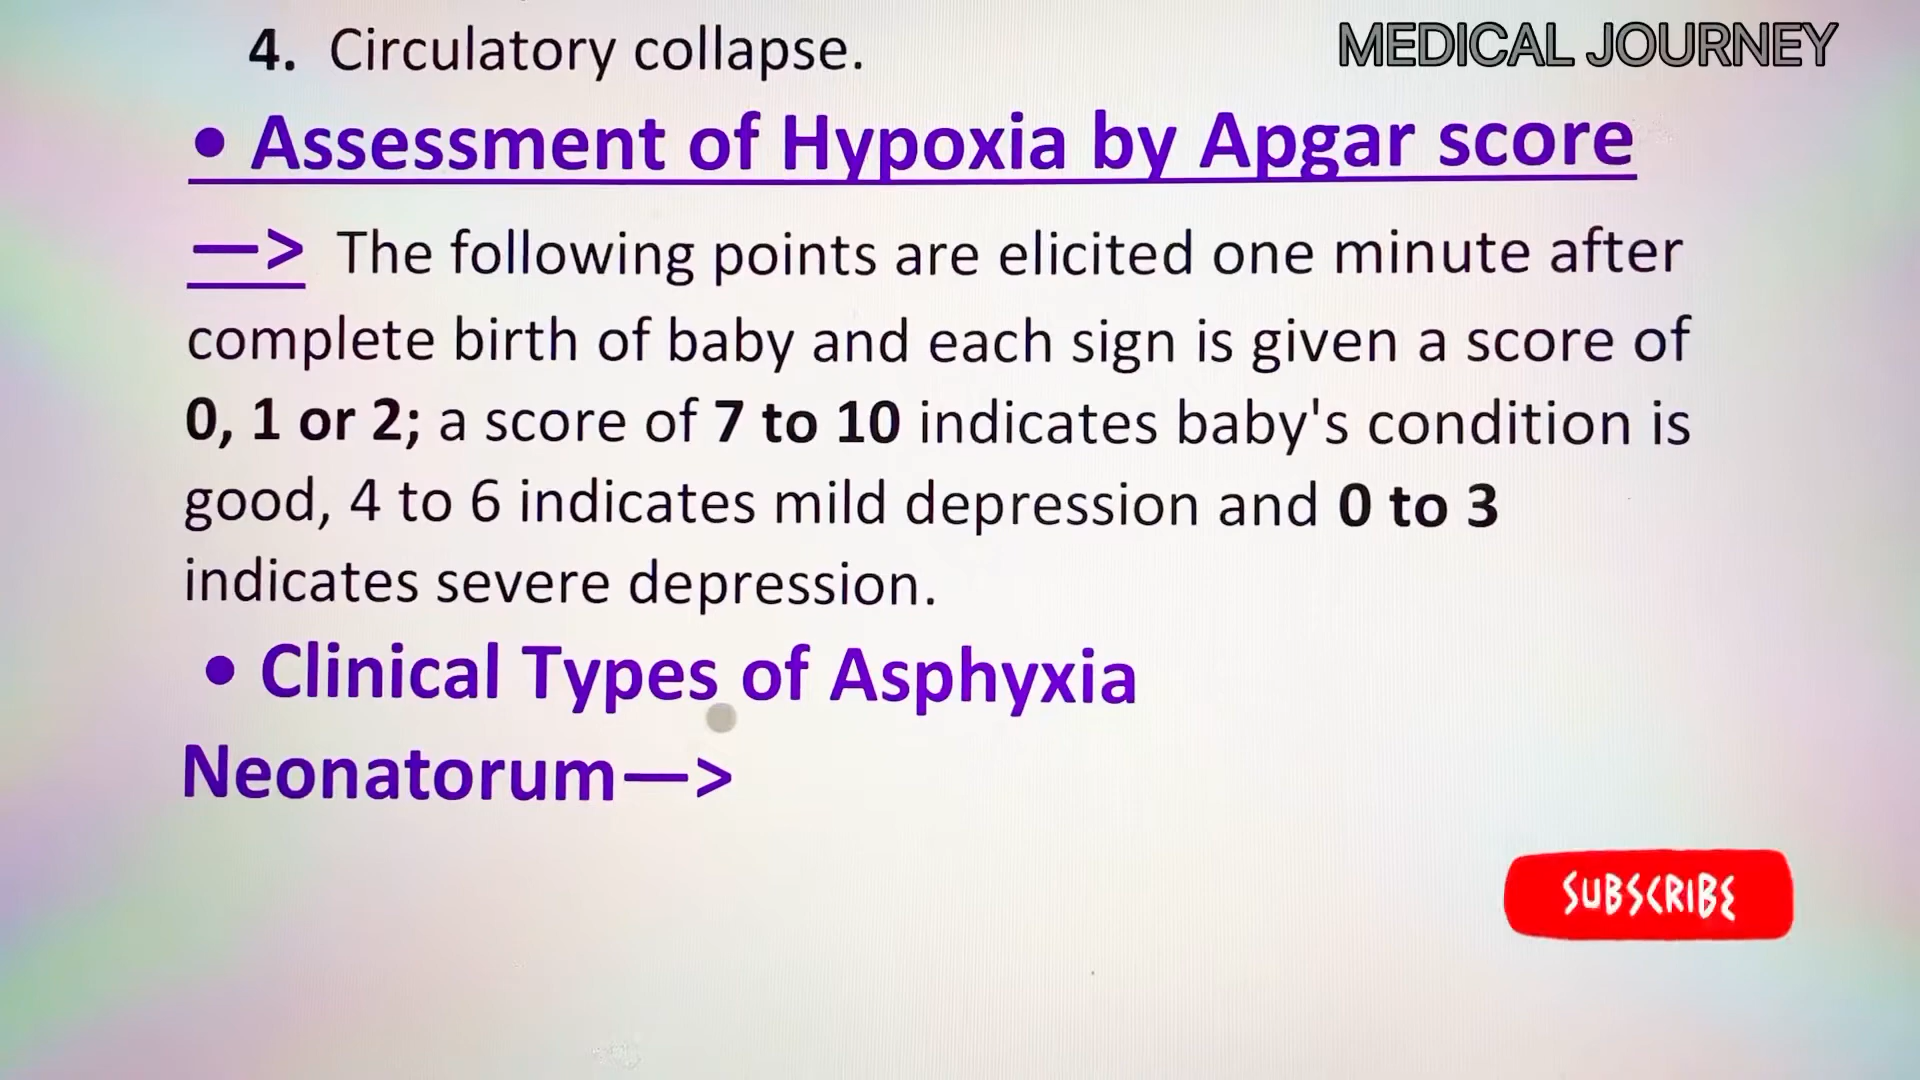 4. Circulatory collapse.
MEDICAL JOURNEY
• Assessment of Hypoxia by Apgar score
—> The following points are elicited one minute after
complete birth of baby and each sign is given a score of
0, 1 or 2; a score of 7 to 10 indicates baby's condition is
good, 4 to 6 indicates mild depression and 0 to 3
indicates severe depression.
• Clinical Types of Asphyxia
Neonatorum—>
SUBSCRIBE